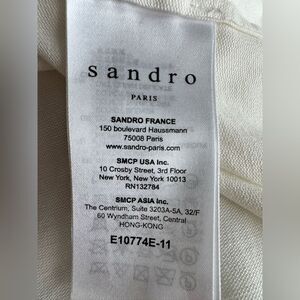 sandro
PARIS
SANDRO FRANCE
150 boulevard Haussmann
75008 Paris
www.sandro-paris.com
SMCP USA Inc.
10 Crosby Street, 3rd Floor
New York, New York 10013
RN132784
SMCP ASIA Inc.
The Centrium, Suite 3203A-5A, 32/F
60 Wyndham Street, Central
HONG-KONG
E10774E-11